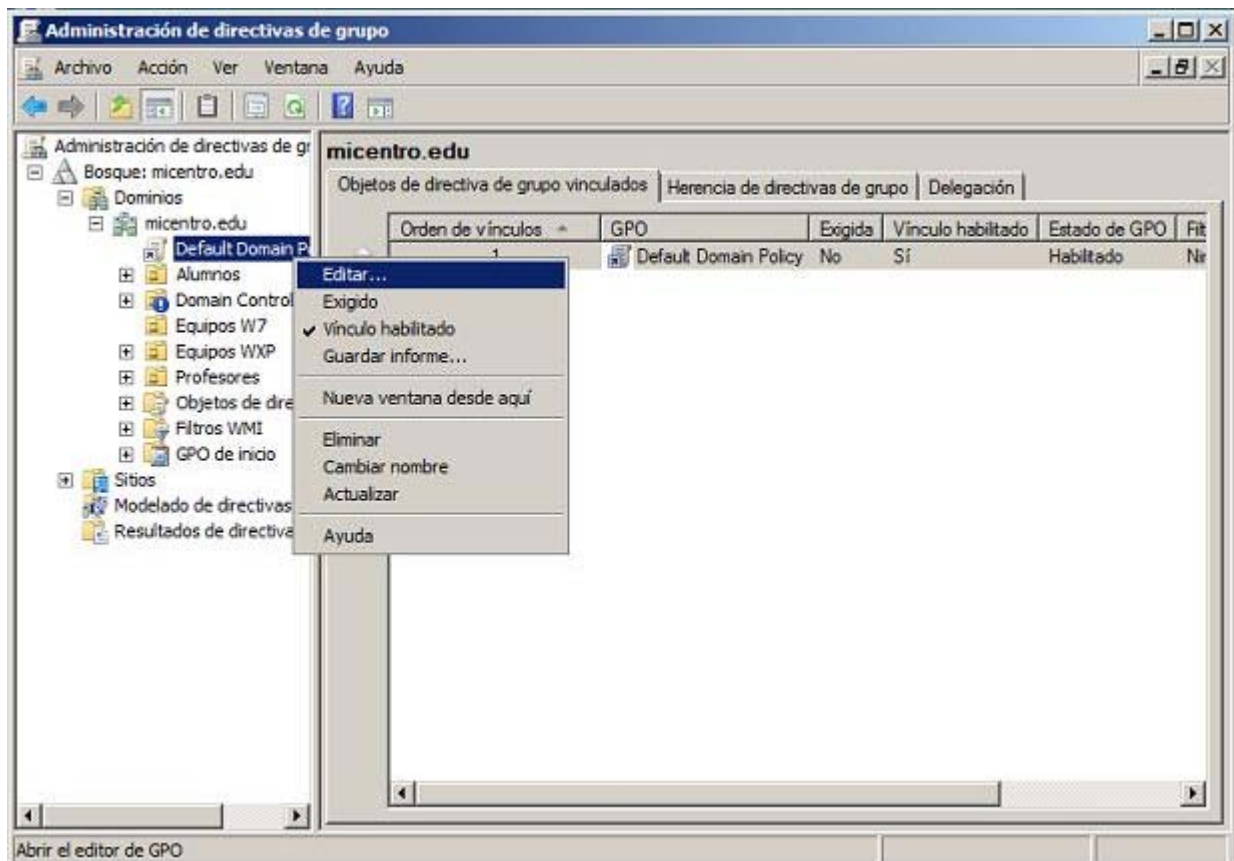 Administración de directivas de grupo
Archivo Acción Ver Ventana Ayuda
Administración de directivas de gr
Bosque: micentro.edu
Dominios
micentro.edu
Default Domain P
Alumnos
Domain Control
Equipos W7
Equipos WXP
Profesores
Objetos de dire
Filtros WMI
GPO de inicio
Sitios
Modelado de directivas
Resultados de directiva
Editar...
Exigido
Vínculo habilitado
Guardar informe...
Nueva ventana desde aquí
Eliminar
Cambiar nombre
Actualizar
Ayuda
micentro.edu
Objetos de directiva de grupo vinculados Herencia de directivas de grupo Delegación
Orden de vínculos GPO Exigida Vínculo habilitado Estado de GPO Filt
1 Default Domain Policy No Sí Habilitado Nin
Abrir el editor de GPO